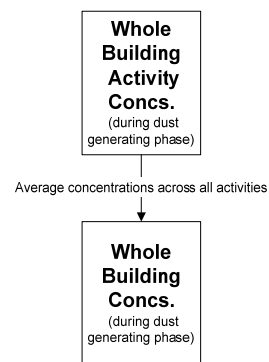 Whole
Building
Activity
Concs.
(during dust
generating phase)
Average concentrations across all activities
Whole
Building
Concs.
(during dust
generating phase)